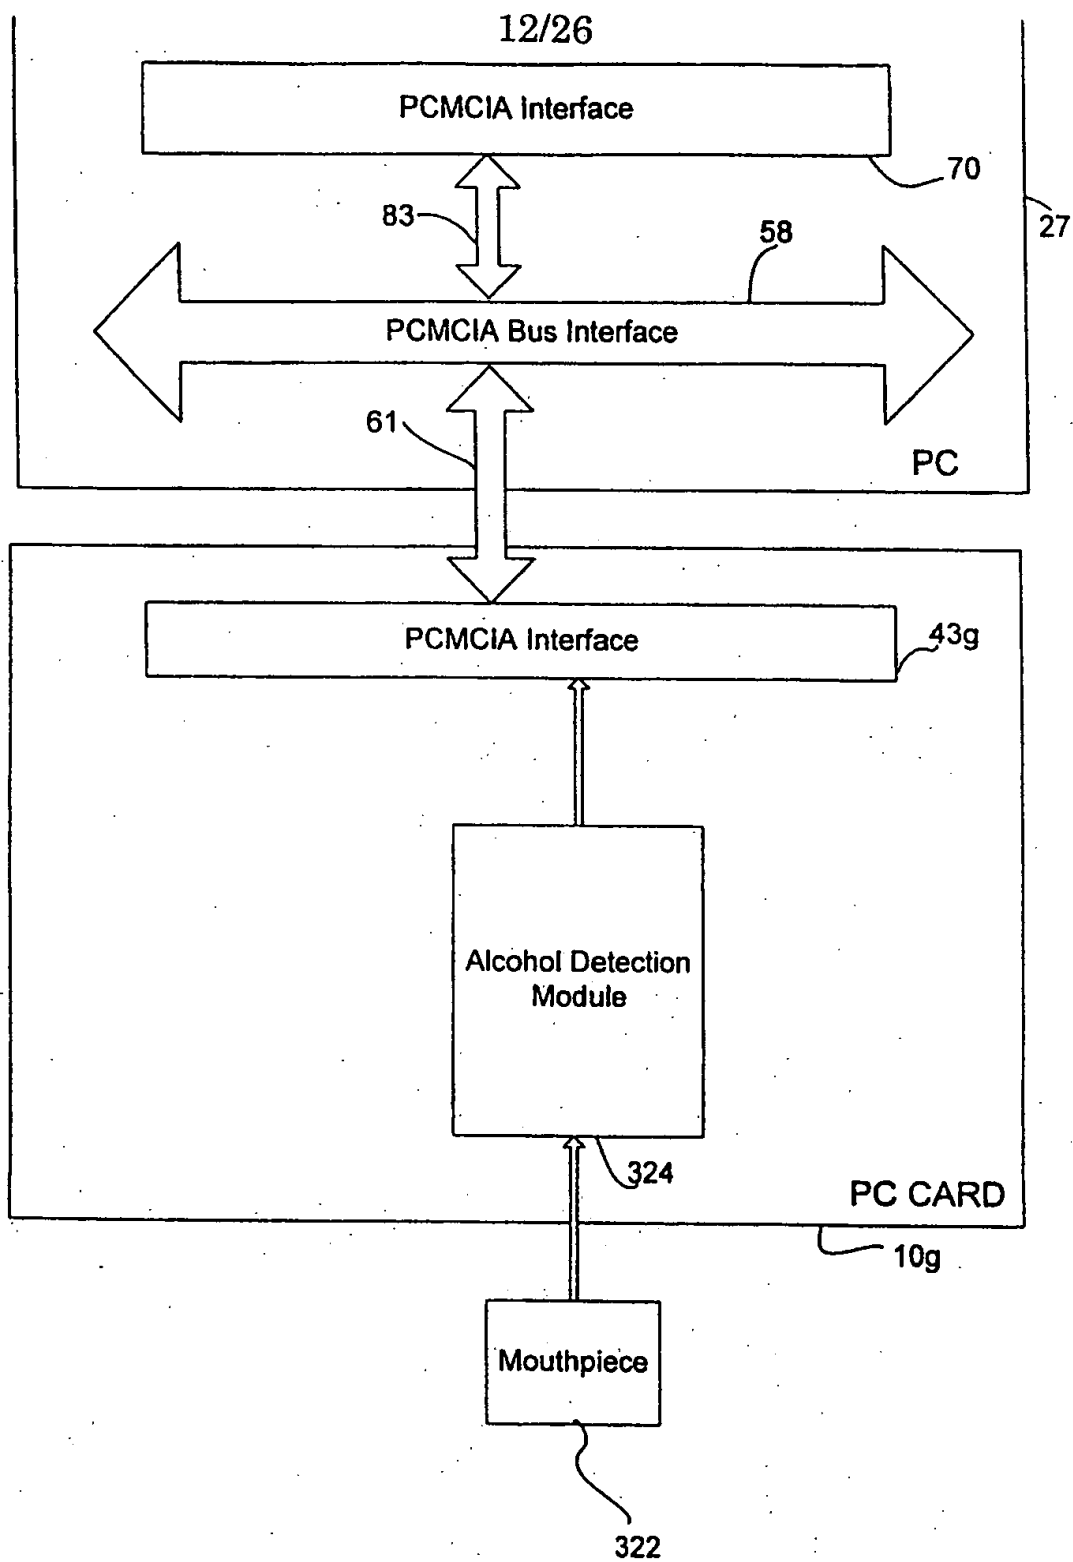 12/26
PCMCIA Interface
70
83
27
58
PCMCIA Bus Interface
61
PC
PCMCIA Interface
43g
Alcohol Detection
Module
324
PC CARD
10g
Mouthpiece
322